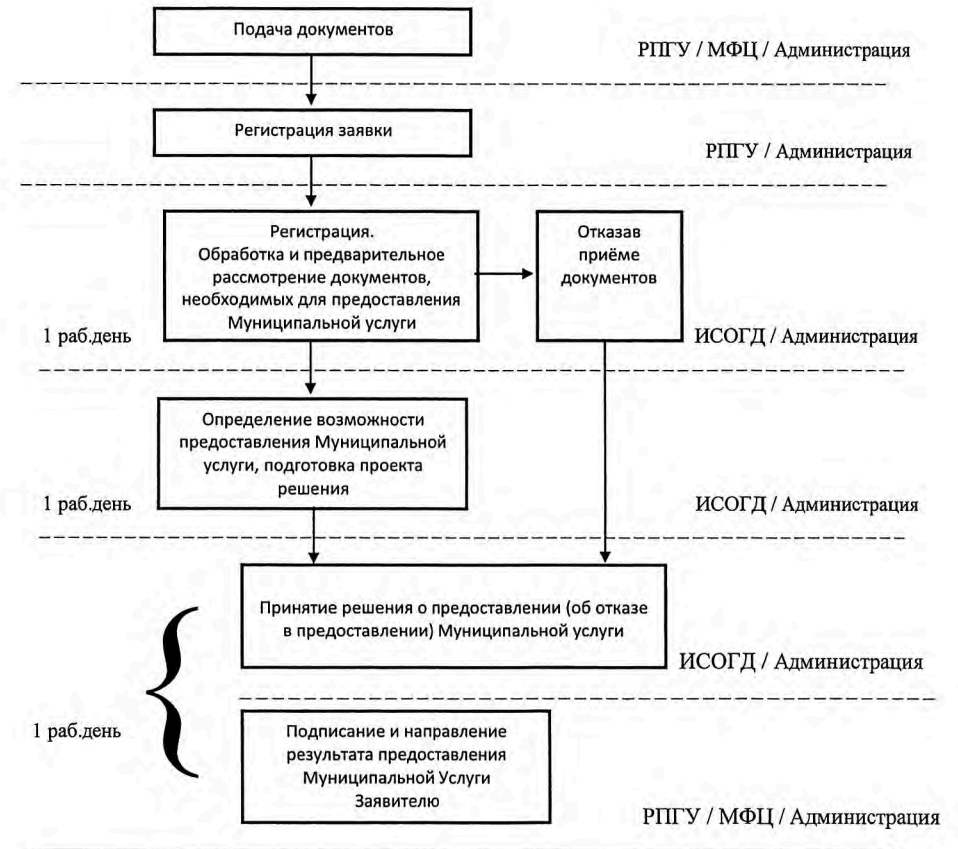 Подача документов
РПГУ / МФЦ / Администрация
Регистрация заявки
РПГУ / Администрация
Регистрация.
Обработка и предварительное
рассмотрение документов,
необходимых для предоставления
Муниципальной услуги
Отказав
приёме
документов
1 раб.день
ИСОГД / Администрация
Определение возможности
предоставления Муниципальной
услуги, подготовка проекта
решения
1 раб.день
ИСОГД / Администрация
Принятие решения о предоставлении (об отказе
в предоставлении) Муниципальной услуги
ИСОГД / Администрация
1 раб.день
Подписание и направление
результата предоставления
Муниципальной Услуги
Заявителю
РПГУ / МФЦ / Администрация